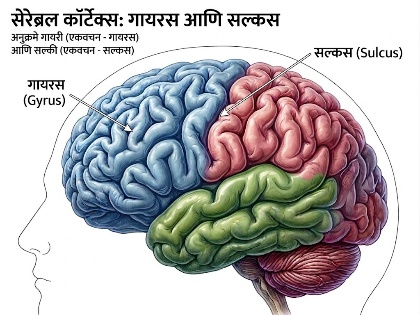 सेरेब्रल कॉर्टेक्स: गायरस आणि सल्कस
अनुक्रमे गायरी (एकवचन - गायरस)
आणि सल्की (एकवचन - सल्कस)
सल्कस (Sulcus)
गायरस
(Gyrus)